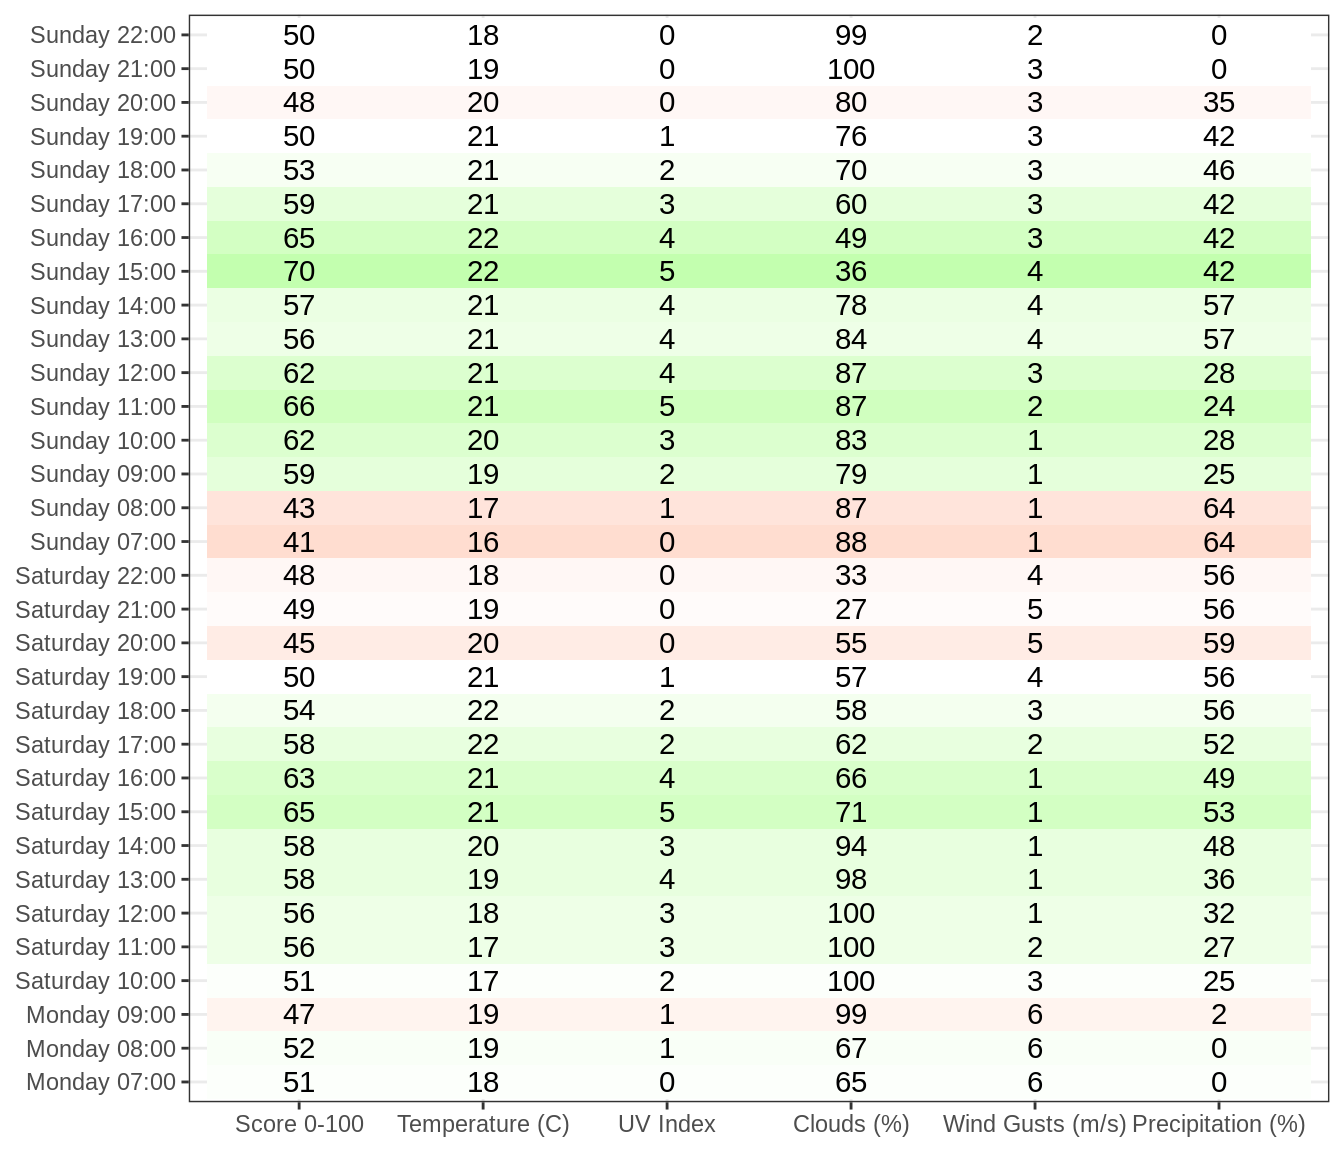 Sunday 22:00 50 18 0 99 2 0
Sunday 21:00 50 19 0 100 3 0
Sunday 20:00 48 20 0 80 3 35
Sunday 19:00 50 21 1 76 3 42
Sunday 18:00 53 21 2 70 3 46
Sunday 17:00 59 21 3 60 3 42
Sunday 16:00 65 22 4 49 3 42
Sunday 15:00 70 22 5 36 4 42
Sunday 14:00 57 21 4 78 4 57
Sunday 13:00 56 21 4 84 4 57
Sunday 12:00 62 21 4 87 3 28
Sunday 11:00 66 21 5 87 2 24
Sunday 10:00 62 20 3 83 1 28
Sunday 09:00 59 19 2 79 1 25
Sunday 08:00 43 17 1 87 1 64
Sunday 07:00 41 16 0 88 1 64
Saturday 22:00 48 18 0 33 4 56
Saturday 21:00 49 19 0 27 5 56
Saturday 20:00 45 20 0 55 5 59
Saturday 19:00 50 21 1 57 4 56
Saturday 18:00 54 22 2 58 3 56
Saturday 17:00 58 22 2 62 2 52
Saturday 16:00 63 21 4 66 1 49
Saturday 15:00 65 21 5 71 1 53
Saturday 14:00 58 20 3 94 1 48
Saturday 13:00 58 19 4 98 1 36
Saturday 12:00 56 18 3 100 1 32
Saturday 11:00 56 17 3 100 2 27
Saturday 10:00 51 17 2 100 3 25
Monday 09:00 47 19 1 99 6 2
Monday 08:00 52 19 1 67 6 0
Monday 07:00 51 18 0 65 6 0
Score 0-100 Temperature (C) UV Index Clouds (%) Wind Gusts (m/s) Precipitation (%)